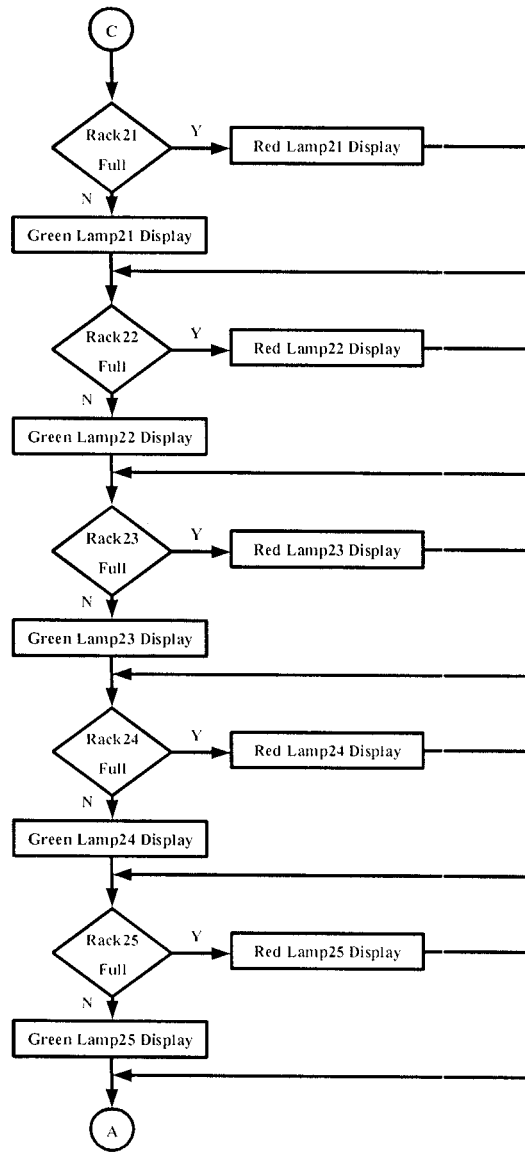 C
Rack21
Full
Y
Red Lamp21 Display
N
Green Lamp21 Display
Rack22
Full
Y
Red Lamp22 Display
N
Green Lamp22 Display
Rack23
Full
Y
Red Lamp23 Display
N
Green Lamp23 Display
Rack24
Full
Y
Red Lamp24 Display
N
Green Lamp24 Display
Rack25
Full
Y
Red Lamp25 Display
N
Green Lamp25 Display
A